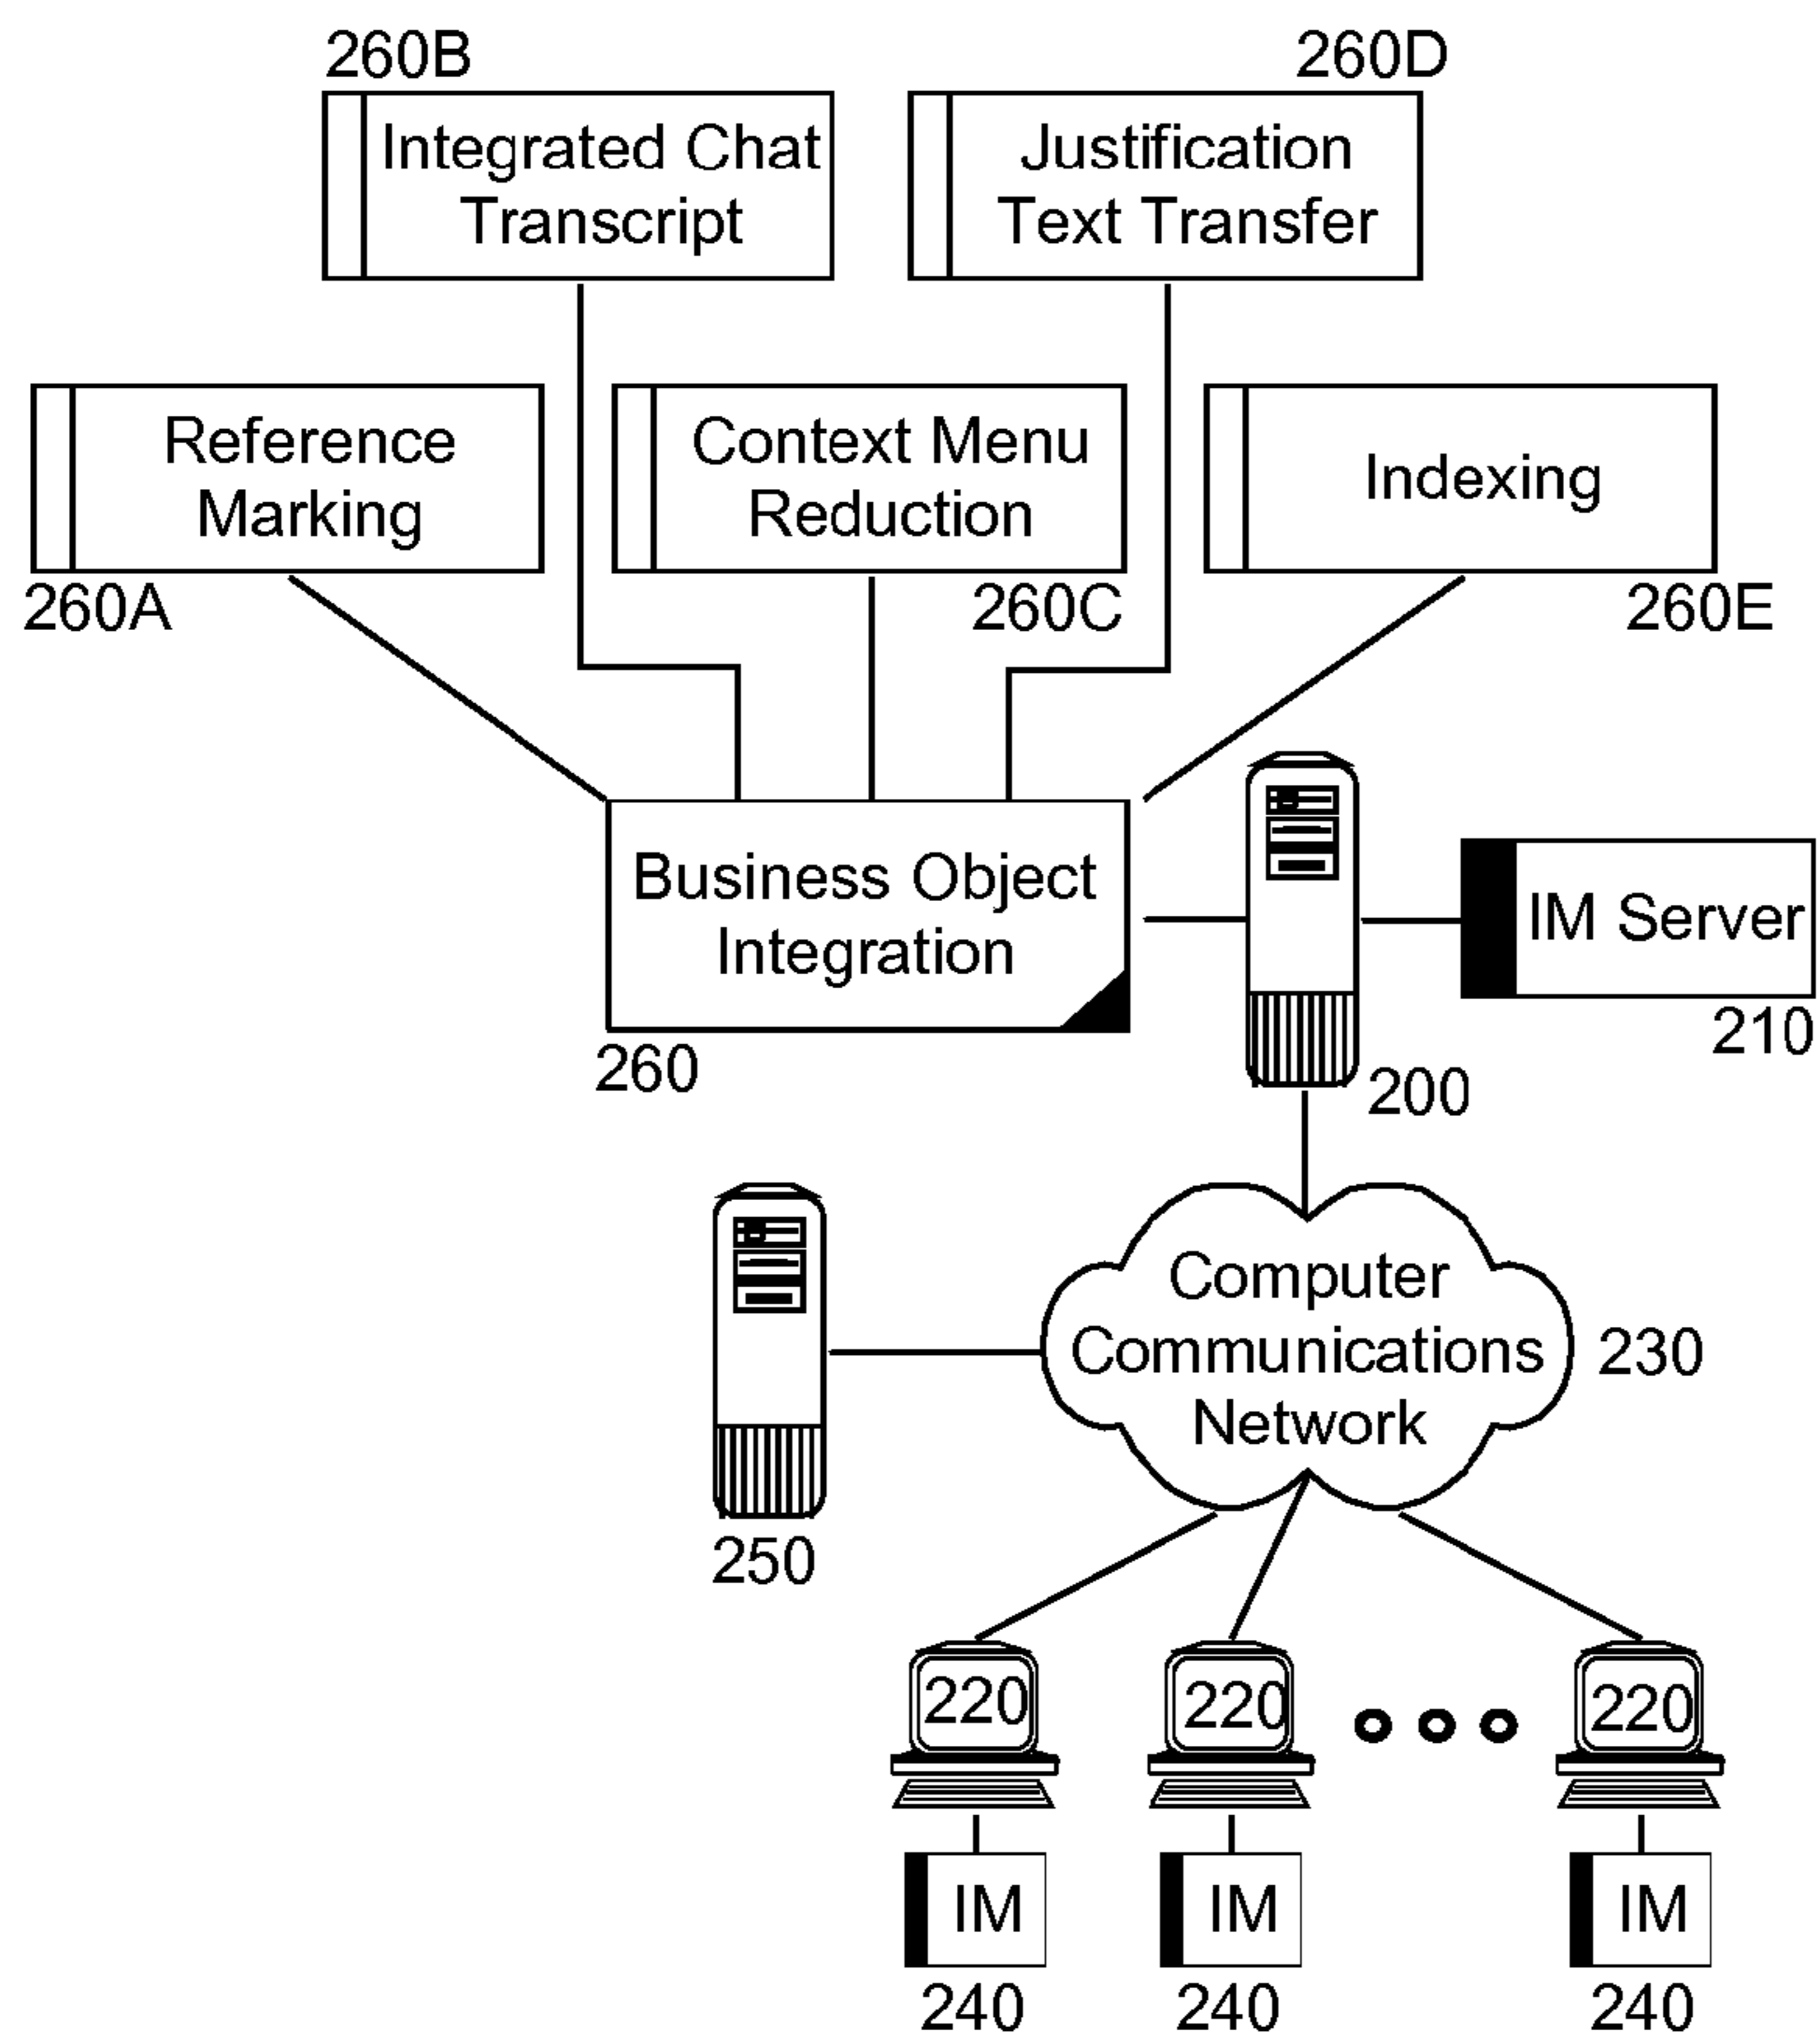 260B
260D
Integrated Chat
Transcript
Justification
Text Transfer
Reference
Marking
Context Menu
Reduction
Indexing
260A
260C
260E
Business Object
Integration
IM Server
260
210
200
Computer
Communications
Network
230
250
220
220
220
IM
IM
IM
240
240
240